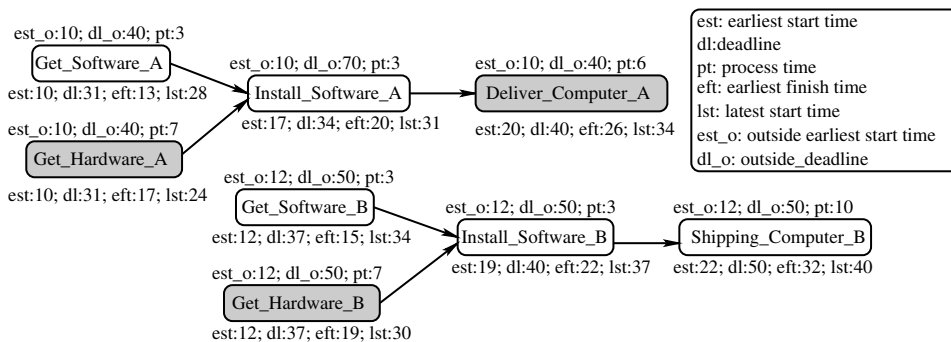 est_o:10; dl_o:40; pt:3
Get_Software_A
est:10; dl:31; eft:13; lst:28
est_o:10; dl_o:40; pt:7
Get_Hardware_A
est:10; dl:31; eft:17; lst:24
est_o:10; dl_o:70; pt:3
Install_Software_A
est:17; dl:34; eft:20; lst:31
est_o:10; dl_o:40; pt:6
Deliver_Computer_A
est:20; dl:40; eft:26; lst:34
est: earliest start time
dl:deadline
pt: process time
eft: earliest finish time
lst: latest start time
est_o: outside earliest start time
dl_o: outside_deadline
est_o:12; dl_o:50; pt:3
Get_Software_B
est:12; dl:37; eft:15; lst:34
est_o:12; dl_o:50; pt:7
Get_Hardware_B
est:12; dl:37; eft:19; lst:30
est_o:12; dl_o:50; pt:3
Install_Software_B
est:19; dl:40; eft:22; lst:37
est_o:12; dl_o:50; pt:10
Shipping_Computer_B
est:22; dl:50; eft:32; lst:40